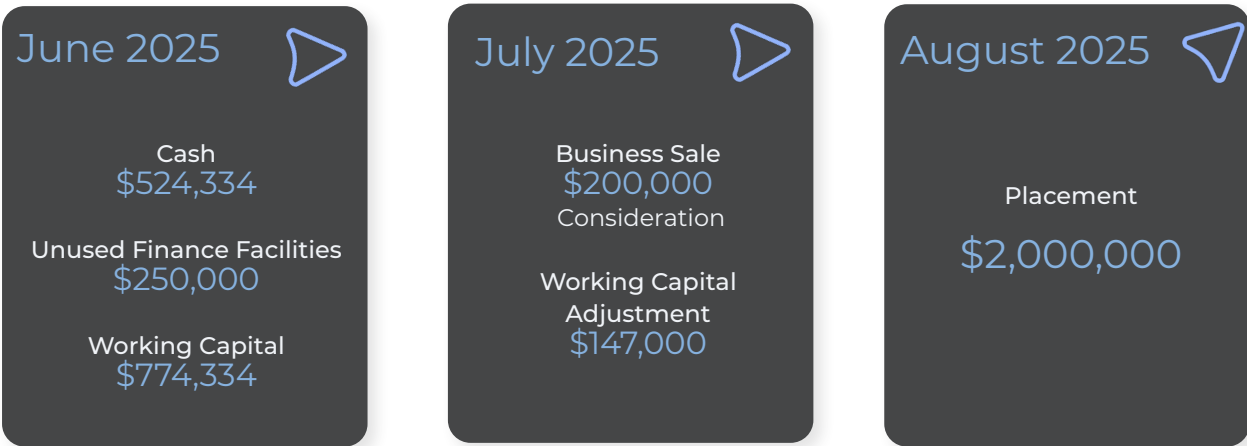 June 2025
Cash
$524,334
Unused Finance Facilities
$250,000
Working Capital
$774,334
July 2025
Business Sale
$200,000
Consideration
Working Capital
Adjustment
$147,000
August 2025
Placement
$2,000,000